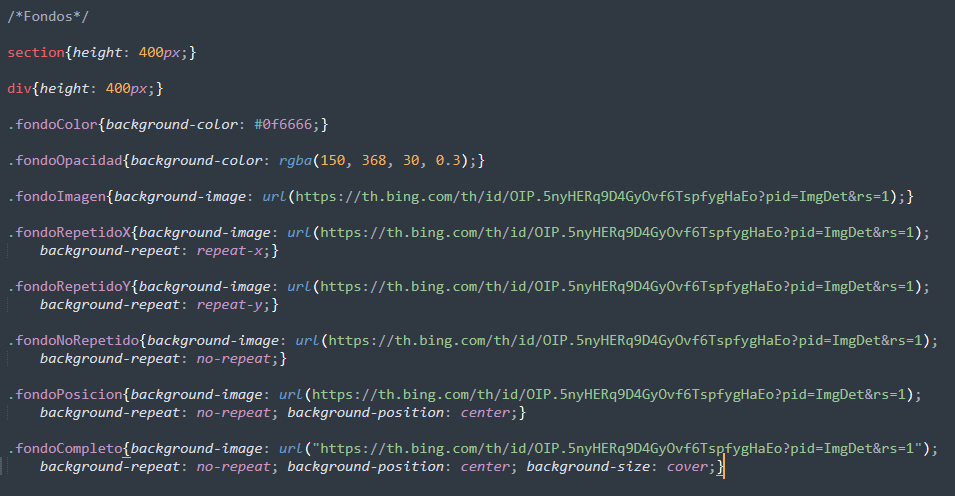 /*Fondos*/
section{height: 400px;}
div{height: 400px;}
.fondoColor{background-color: #0f6666;}
.fondoOpacidad{background-color: rgba(150, 368, 30, 0.3);}
.fondoImagen{background-image: url(https://th.bing.com/th/id/OIP.5nyHERq9D4GyOvf6TspfygHaEo?pid=ImgDet&rs=1);}
.fondoRepetidoX{background-image: url(https://th.bing.com/th/id/OIP.5nyHERq9D4GyOvf6TspfygHaEo?pid=ImgDet&rs=1);
background-repeat: repeat-x;}
.fondoRepetidoY{background-image: url(https://th.bing.com/th/id/OIP.5nyHERq9D4GyOvf6TspfygHaEo?pid=ImgDet&rs=1);
background-repeat: repeat-y;}
.fondoNoRepetido{background-image: url(https://th.bing.com/th/id/OIP.5nyHERq9D4GyOvf6TspfygHaEo?pid=ImgDet&rs=1);
background-repeat: no-repeat;}
.fondoPosicion{background-image: url(https://th.bing.com/th/id/OIP.5nyHERq9D4GyOvf6TspfygHaEo?pid=ImgDet&rs=1);
background-repeat: no-repeat; background-position: center;}
.fondoCompleto{background-image: url("https://th.bing.com/th/id/OIP.5nyHERq9D4GyOvf6TspfygHaEo?pid=ImgDet&rs=1");
background-repeat: no-repeat; background-position: center; background-size: cover;}